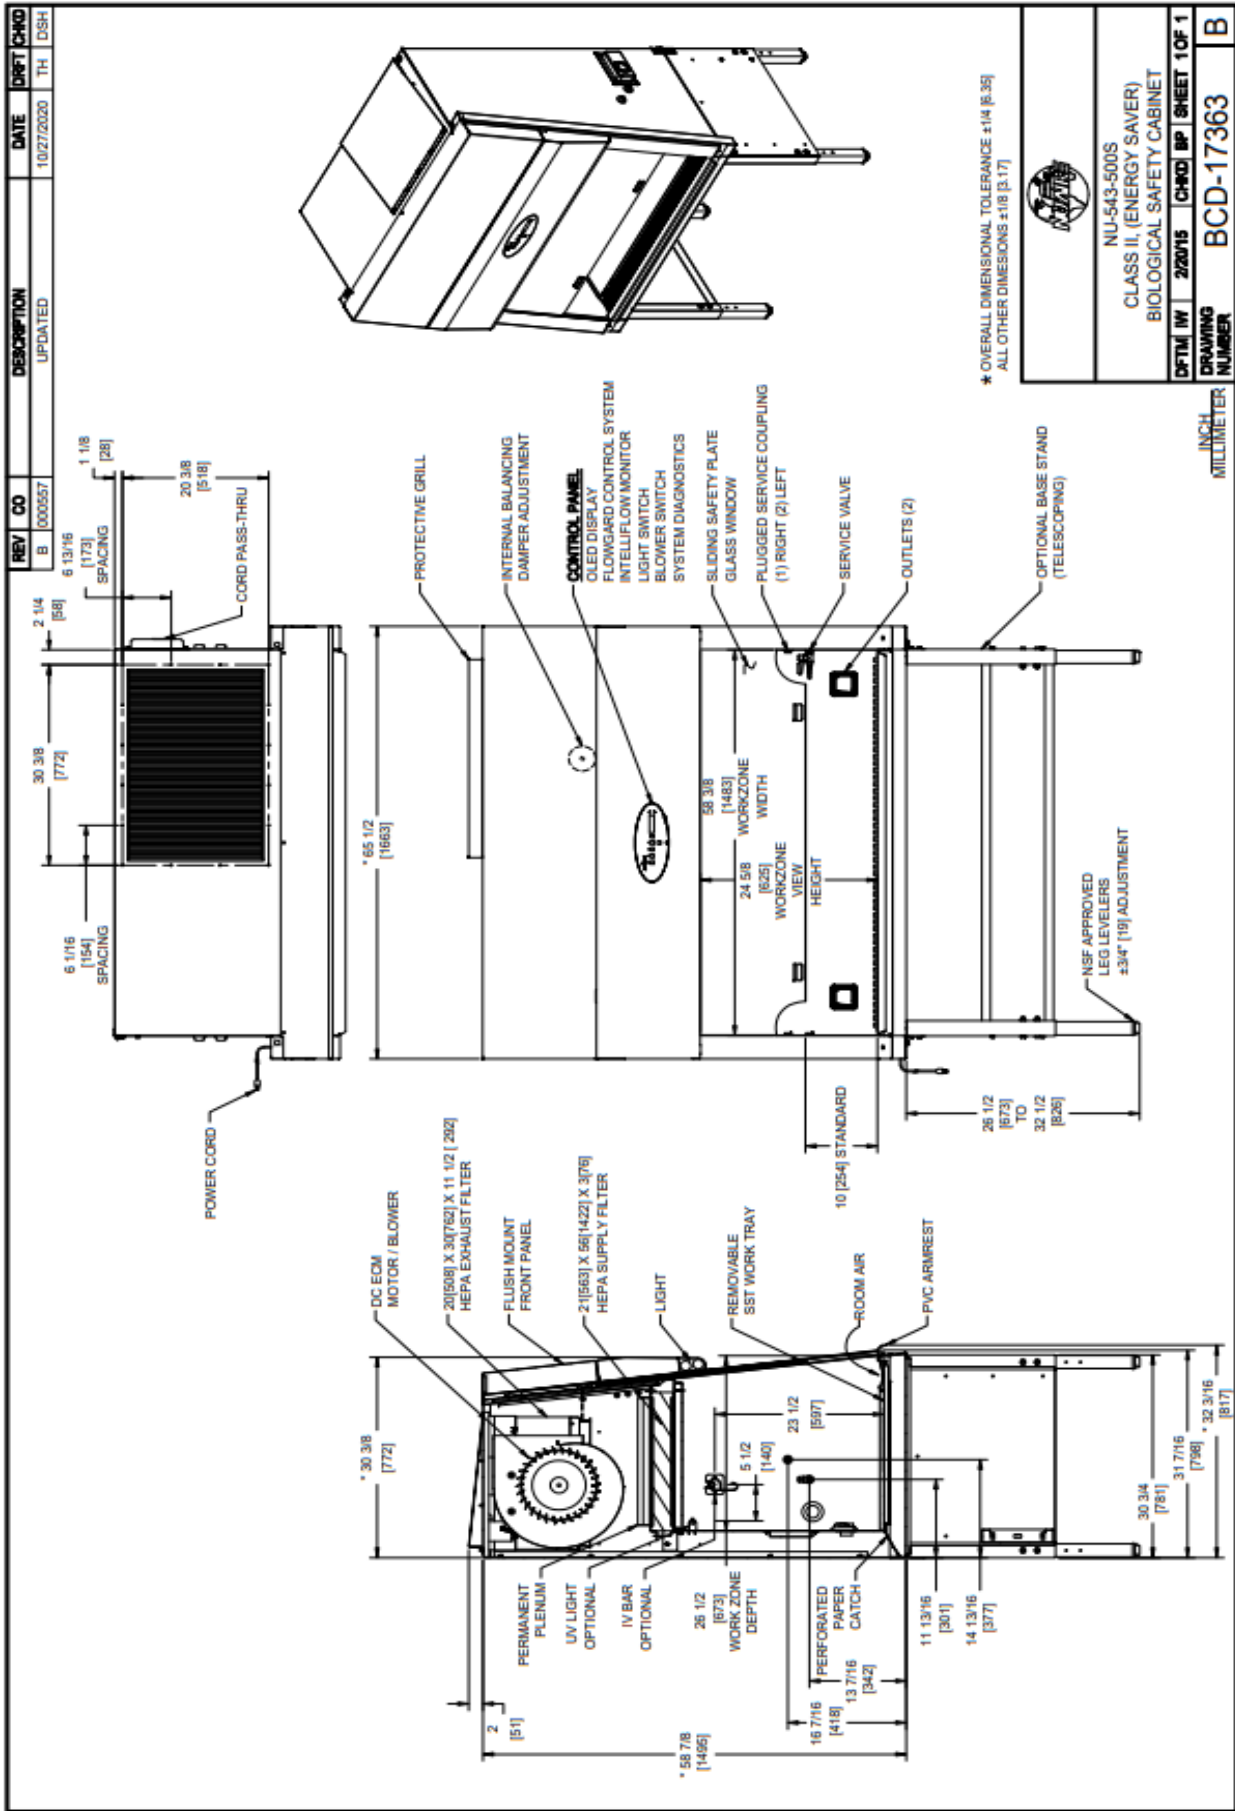 REV CO DESCRIPTION DATE DRFT CHKD
B 000557 UPDATED 10/27/2020 TH DSH
6 1/16
[154]
SPACING
30 3/8
[772]
2 1/4
[58]
6 13/16
[173]
SPACING
1 1/8
[28]
20 3/8
[518]
CORD PASS-THRU
POWER CORD
* 65 1/2
[1663]
PROTECTIVE GRILL
INTERNAL BALANCING
DAMPER ADJUSTMENT
CONTROL PANEL
OLED DISPLAY
FLOWGARD CONTROL SYSTEM
INTELLIFLOW MONITOR
LIGHT SWITCH
BLOWER SWITCH
SYSTEM DIAGNOSTICS
SLIDING SAFETY PLATE
GLASS WINDOW
PLUGGED SERVICE COUPLING
(1) RIGHT (2) LEFT
SERVICE VALVE
OUTLETS (2)
OPTIONAL BASE STAND
(TELESCOPING)
58 3/8
[1483]
WORKZONE
WIDTH
24 5/8
[625]
WORKZONE
VIEW
HEIGHT
10 [254] STANDARD
26 1/2
[673]
TO
32 1/2
[826]
NSF APPROVED
LEG LEVELERS
±3/4" [19] ADJUSTMENT
* 30 3/8
[772]
DC ECM
MOTOR / BLOWER
20[508] X 30[762] X 11 1/2 [ 292]
HEPA EXHAUST FILTER
FLUSH MOUNT
FRONT PANEL
21[563] X 56[1422] X 3[76]
HEPA SUPPLY FILTER
LIGHT
REMOVABLE
SST WORK TRAY
ROOM AIR
PVC ARMREST
2
[51]
* 58 7/8
[1495]
PERMANENT
PLENUM
UV LIGHT
OPTIONAL
IV BAR
OPTIONAL
26 1/2
[673]
WORK ZONE
DEPTH
5 1/2
[140]
23 1/2
[597]
PERFORATED
PAPER
CATCH
16 7/16
[418]
13 7/16
[342]
11 13/16
[301]
14 13/16
[377]
30 3/4
[781]
31 7/16
[798]
* 32 3/16
[817]
* OVERALL DIMENSIONAL TOLERANCE ±1/4 [6.35]
ALL OTHER DIMESIONS ±1/8 [3.17]
INCH
MILLIMETER
NU-543-500S
CLASS II, (ENERGY SAVER)
BIOLOGICAL SAFETY CABINET
DFTM IW 2/20/15 CHKD BP SHEET 1 OF 1
DRAWING
NUMBER
BCD-17363 B